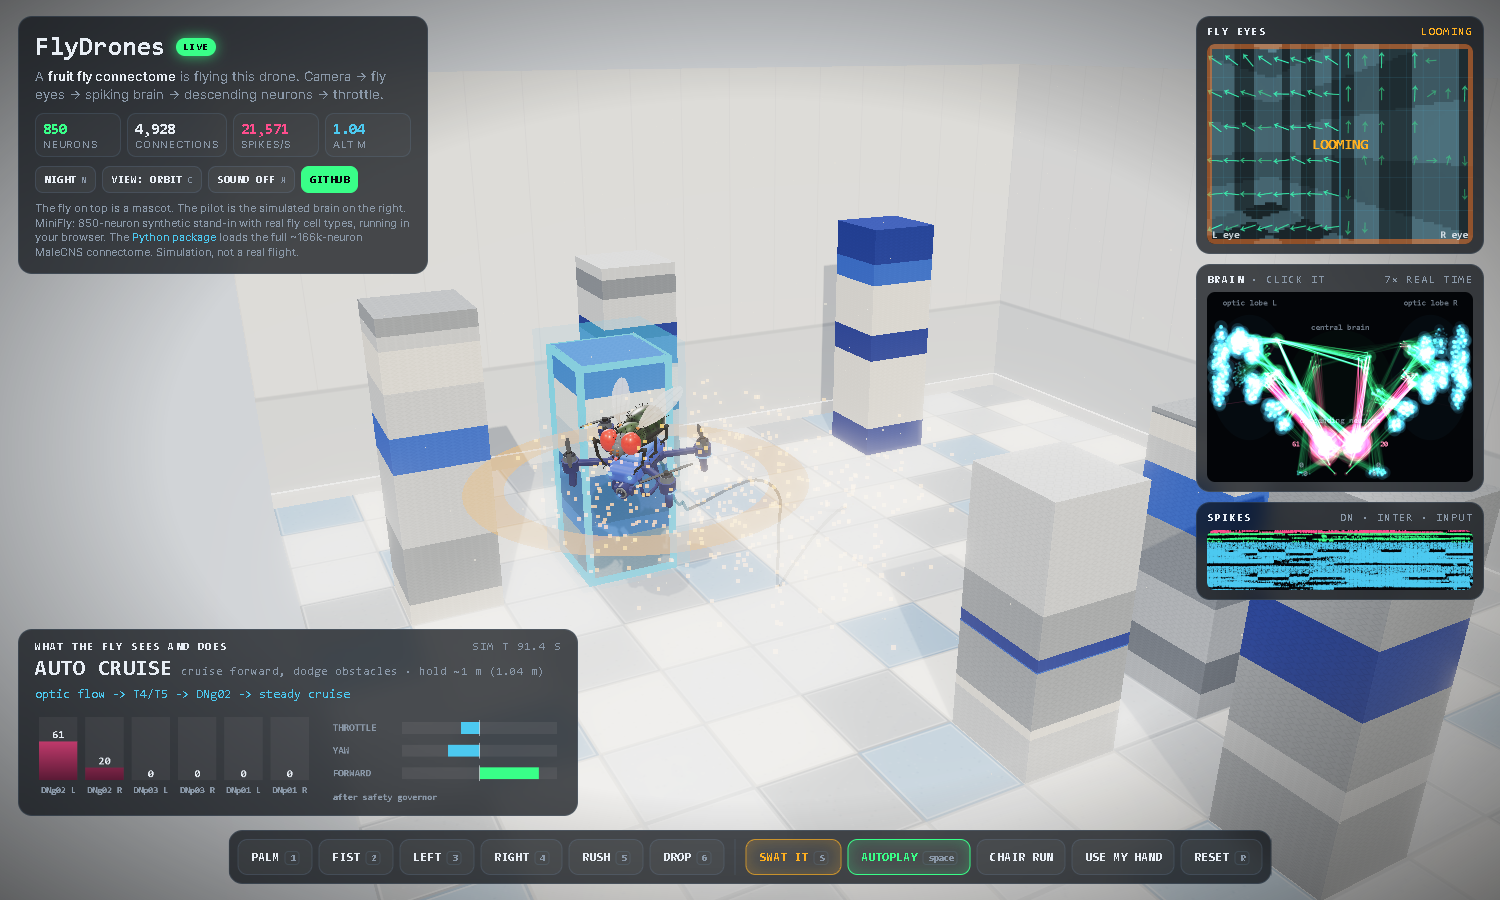 FlyDrones LIVE
A fruit fly connectome is flying this drone. Camera → fly
eyes → spiking brain → descending neurons → throttle.
850 NEURONS
4,928 CONNECTIONS
21,571 SPIKES/S
1.04 ALT M
NIGHT N
VIEW: ORBIT C
SOUND OFF
GITHUB
The fly on top is a mascot. The pilot is the simulated brain on the right.
MiniFly: 850-neuron synthetic stand-in with real fly cell types, running in
your browser. The Python package loads the full ~166k-neuron
MaleCNS connectome. Simulation, not a real flight.
FLY EYES LOOMING
LOOMING
L eye R eye
BRAIN · CLICK IT 7× REAL TIME
optic lobe L optic lobe R
central brain
61 20
SPIKES DN · INTER · INPUT
WHAT THE FLY SEES AND DOES SIM T 91.4 S
AUTO CRUISE cruise forward, dodge obstacles · hold ~1 m (1.04 m)
optic flow -> T4/T5 -> DNg02 -> steady cruise
61 20 0 0 0 0
DNg02 L DNg02 R DNp03 L DNp03 R DNp01 L DNp01 R
THROTTLE
YAW
FORWARD
after safety governor
PALM 1
FIST 2
LEFT 3
RIGHT 4
RUSH 5
DROP 6
SWAT IT S
AUTOPLAY space
CHAIR RUN
USE MY HAND
RESET R